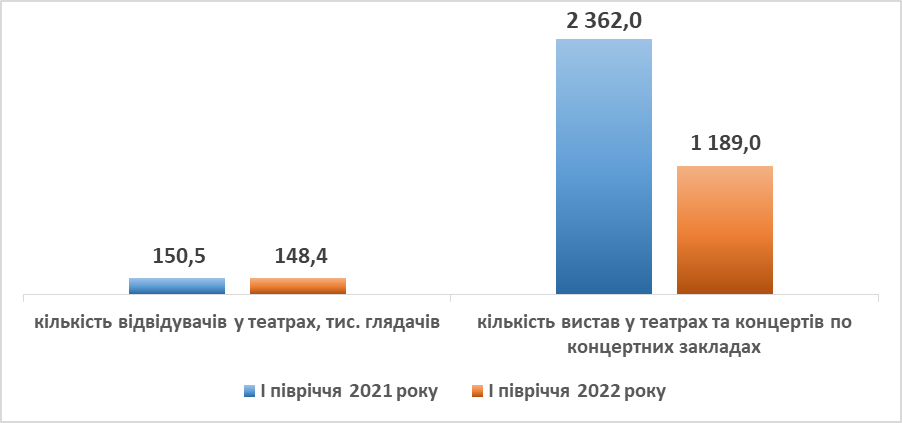 2 362,0
1 189,0
150,5
148,4
кількість відвідувачів у театрах, тис. глядачів
кількість вистав у театрах та концертів по
концертних закладах
І півріччя 2021 року
І півріччя 2022 року